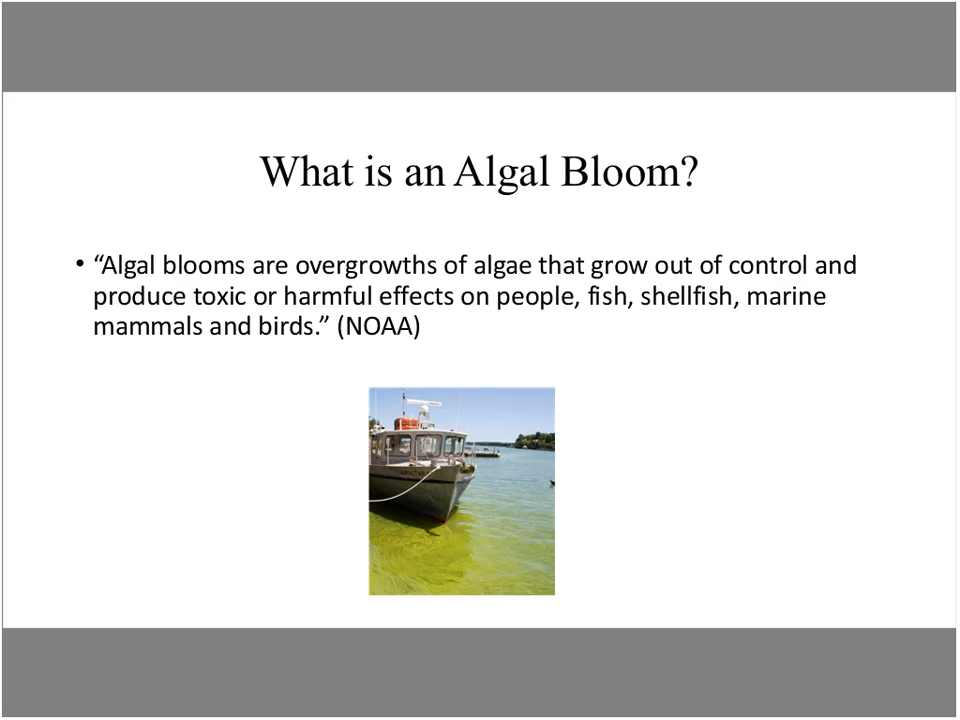 What is an Algal Bloom?
• “Algal blooms are overgrowths of algae that grow out of control and
produce toxic or harmful effects on people, fish, shellfish, marine
mammals and birds.” (NOAA)